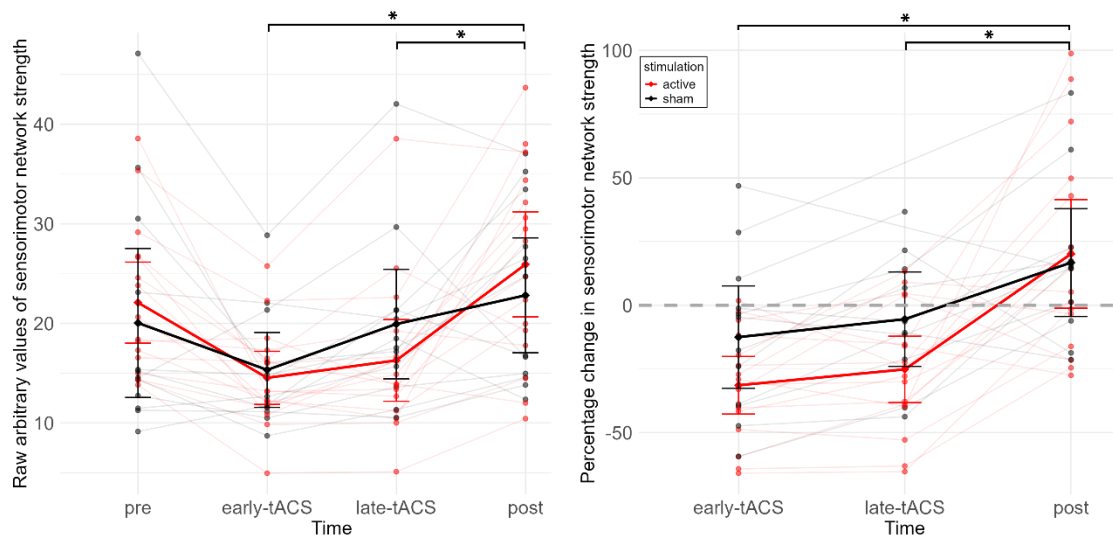 *
*
Raw arbitrary values of sensorimotor network strength
40
30
20
10
pre
early-tACS
late-tACS
post
Time
*
*
Percentage change in sensorimotor network strength
100
50
0
-50
stimulation
active
sham
early-tACS
late-tACS
post
Time